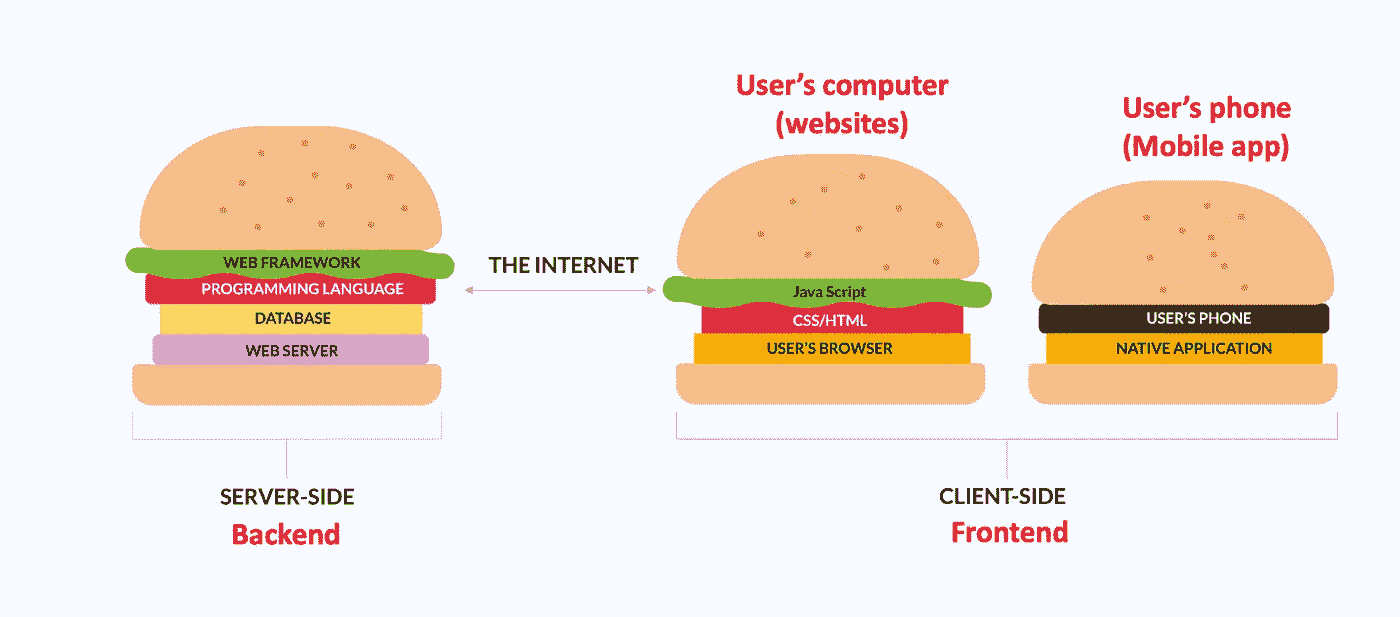 User's computer
(websites)
User's phone
(Mobile app)
WEB FRAMEWORK
PROGRAMMING LANGUAGE
DATABASE
WEB SERVER
THE INTERNET
Java Script
CSS/HTML
USER'S BROWSER
USER'S PHONE
NATIVE APPLICATION
SERVER-SIDE
Backend
CLIENT-SIDE
Frontend